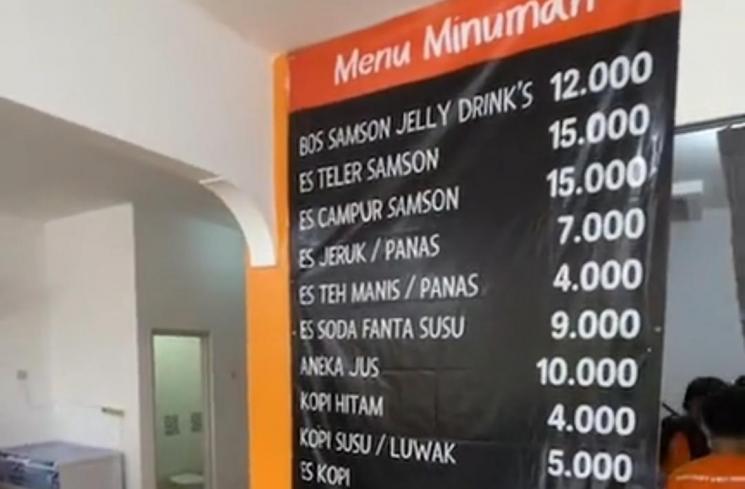 Menu Minuman
BOS SAMSON JELLY DRINK'S 12.000
ES TELER SAMSON 15.000
ES CAMPUR SAMSON 15.000
ES JERUK / PANAS 7.000
ES TEH MANIS / PANAS 4.000
ES SODA FANTA SUSU 9.000
ANEKA JUS 10.000
KOPI HITAM 4.000
KOPI SUSU / LUWAK 5.000
ES KOPI